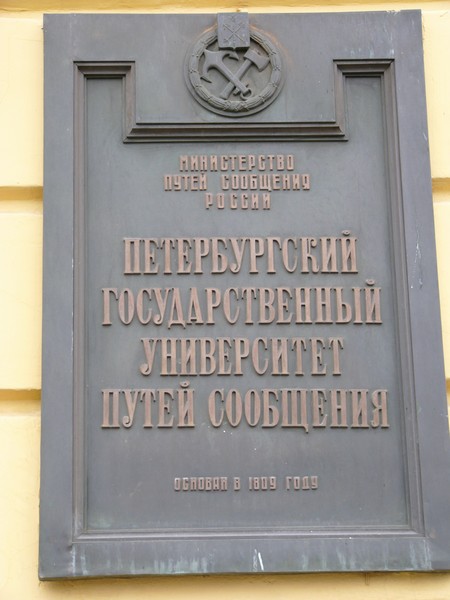 МИНИСТЕРСТВО
ПУТЕЙ СООБЩЕНИЯ
РОССИИ
ПЕТЕРБУРГСКИЙ
ГОСУДАРСТВЕННЫЙ
УНИВЕРСИТЕТ
ПУТЕЙ СООБЩЕНИЯ
ОСНОВАН В 1809 ГОДУ